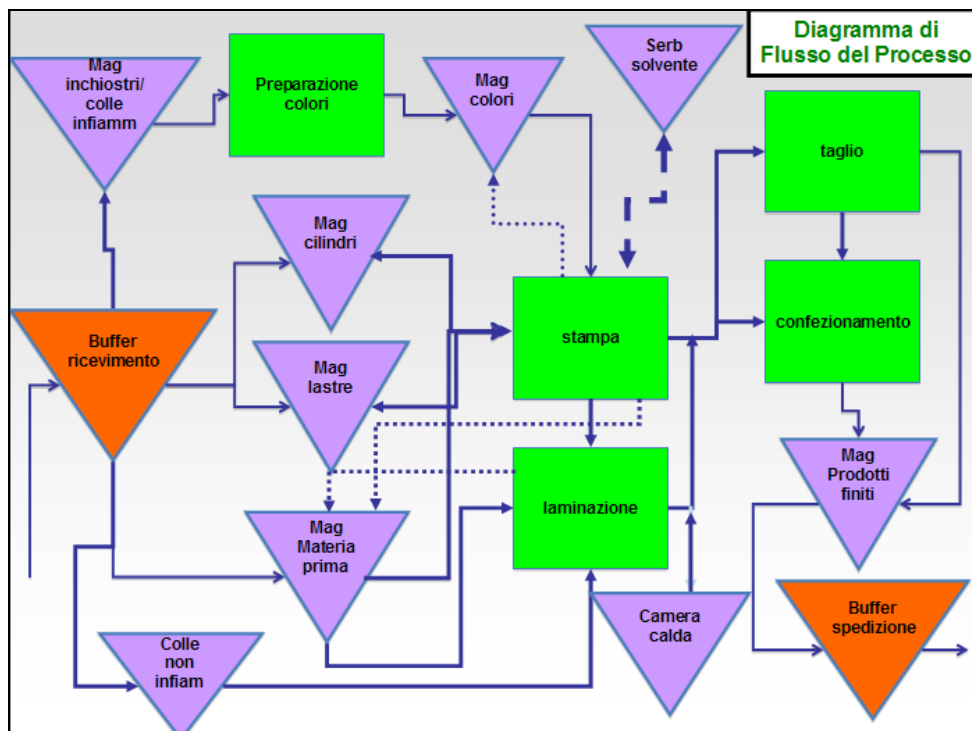 Diagramma di
Flusso del Processo
Mag
inchiostri/
colle
infiamm
Preparazione
colori
Mag
colori
Serb
solvente
taglio
Mag
cilindri
Buffer
ricevimento
stampa
confezionamento
Mag
lastre
Mag
Prodotti
finiti
laminazione
Mag
Materia
prima
Camera
calda
Buffer
spedizione
Colle
non
infiam